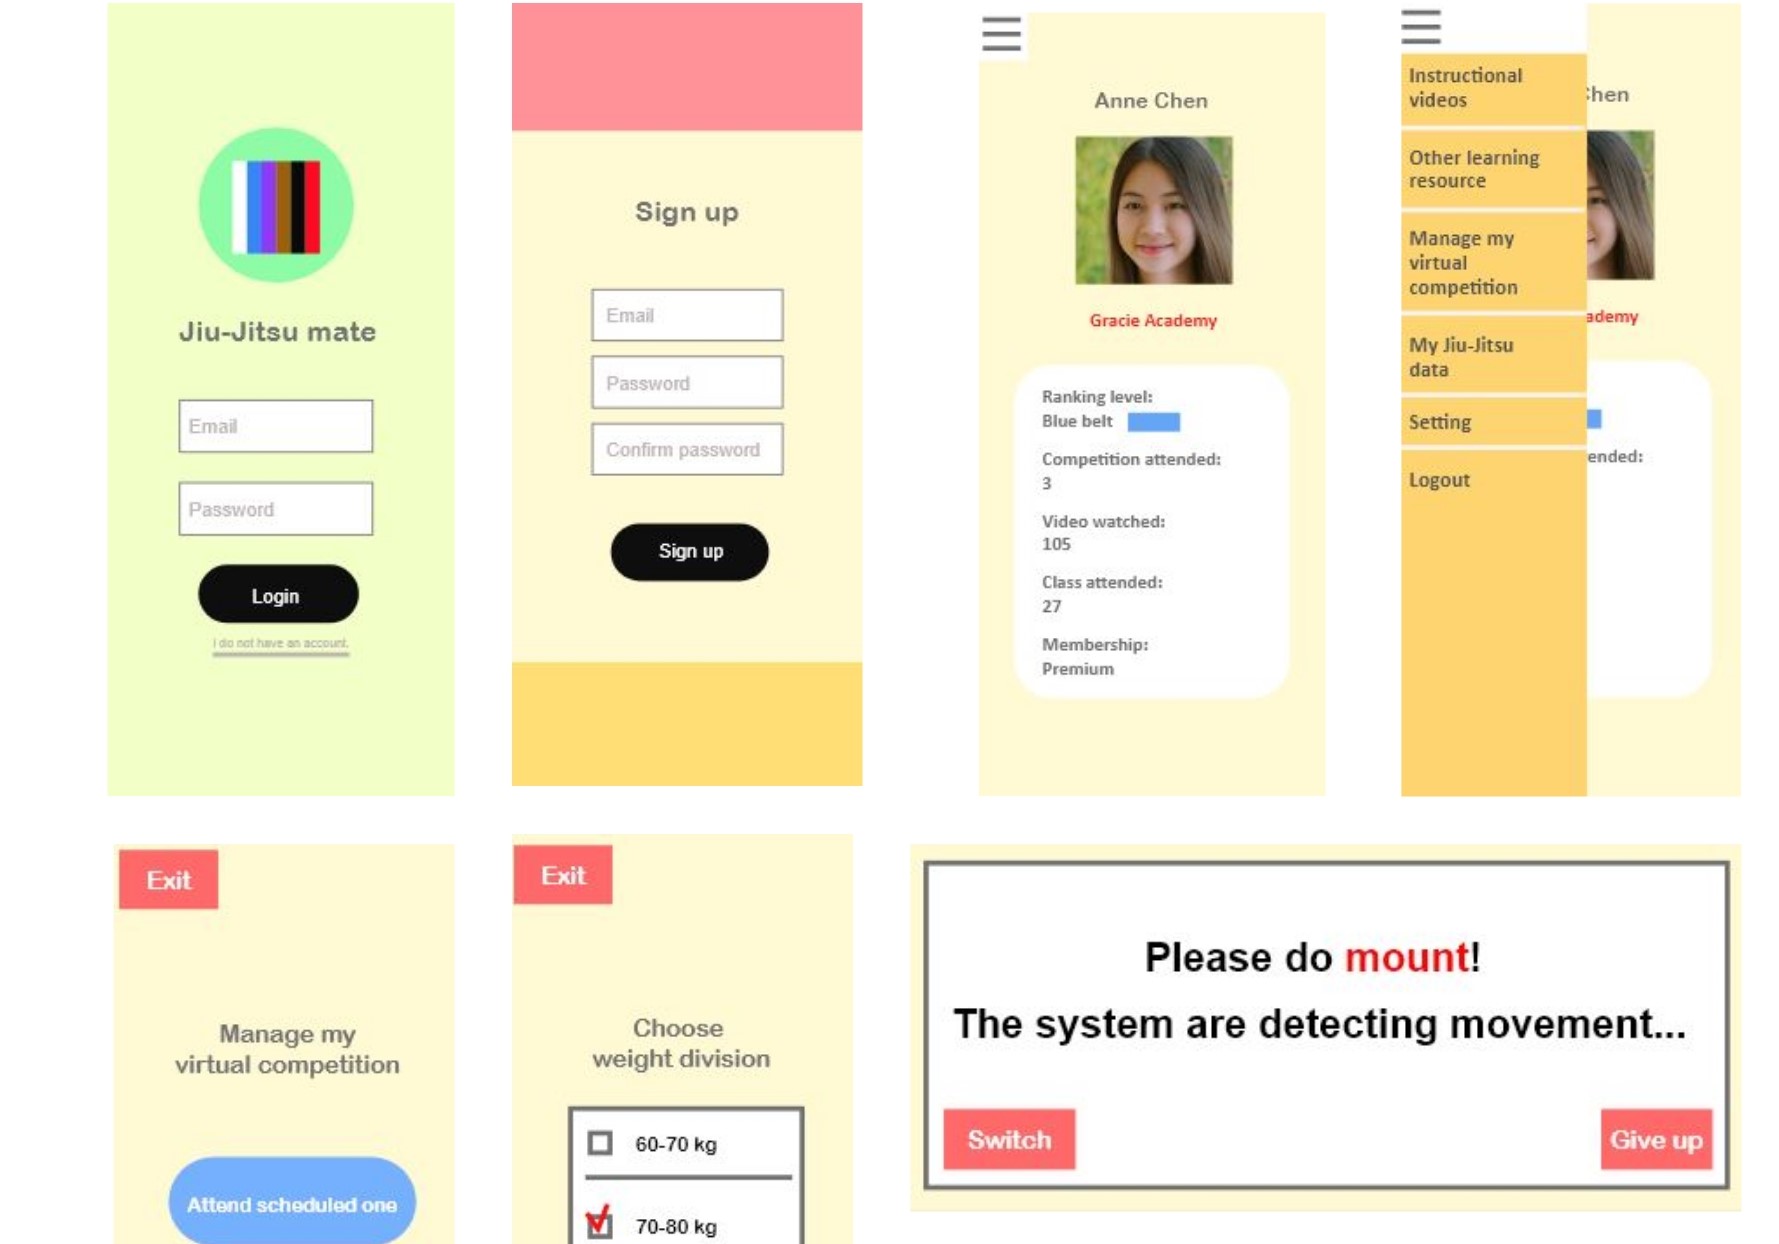 Jiu-Jitsu mate
Email
Password
Login
I do not have an account.
Sign up
Email
Password
Confirm password
Sign up
Anne Chen
Gracie Academy
Ranking level:
Blue belt
Competition attended:
3
Video watched:
105
Class attended:
27
Membership:
Premium
Instructional
videos
Other learning
resource
Manage my
virtual
competition
My Jiu-Jitsu
data
Setting
Logout
Chen
ademy
ended:
Exit
Manage my
virtual competition
Attend scheduled one
Exit
Choose
weight division
60-70 kg
70-80 kg
Please do mount!
The system are detecting movement...
Switch
Give up